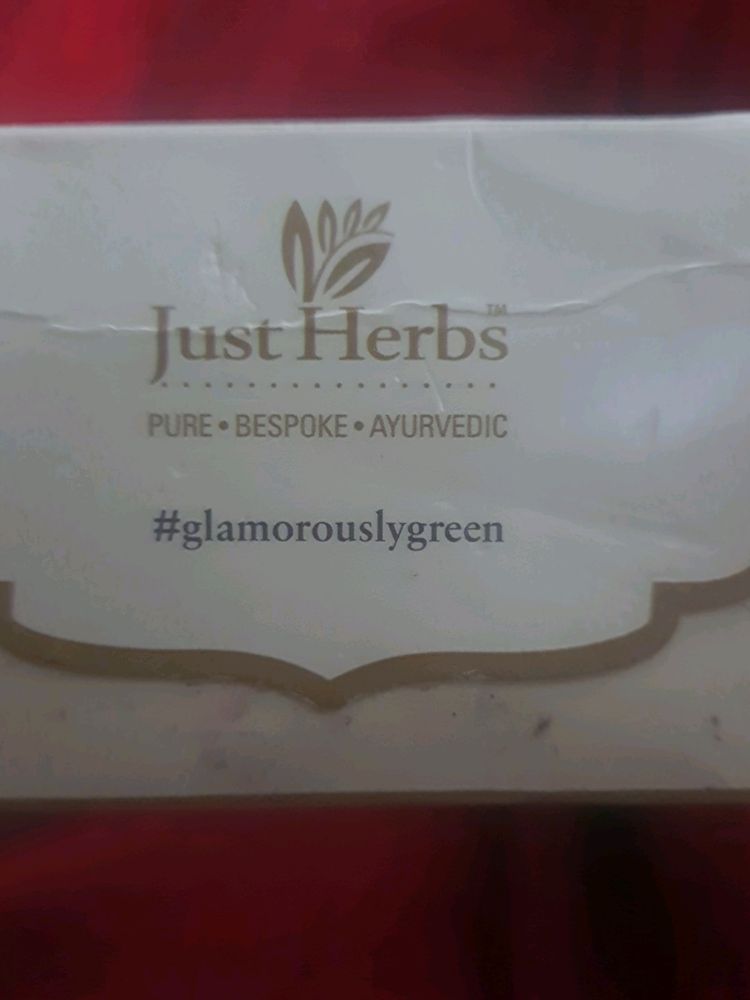 Just Herbs™
PURE • BESPOKE • AYURVEDIC
#glamorouslygreen